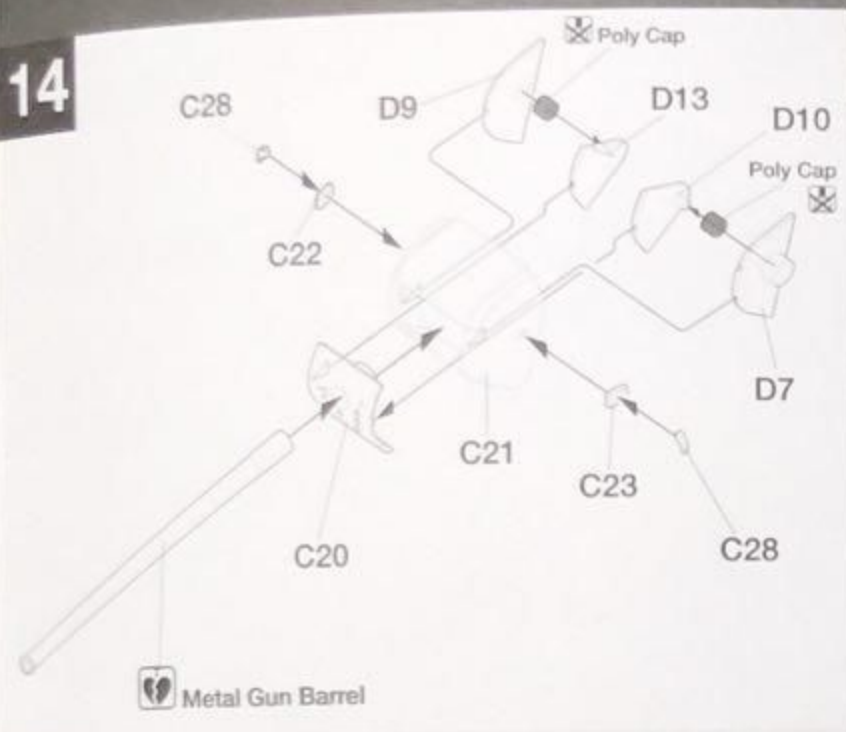 14
Poly Cap
C28
D9
D13
D10
Poly Cap
C22
D7
C21
C23
C20
C28
Metal Gun Barrel